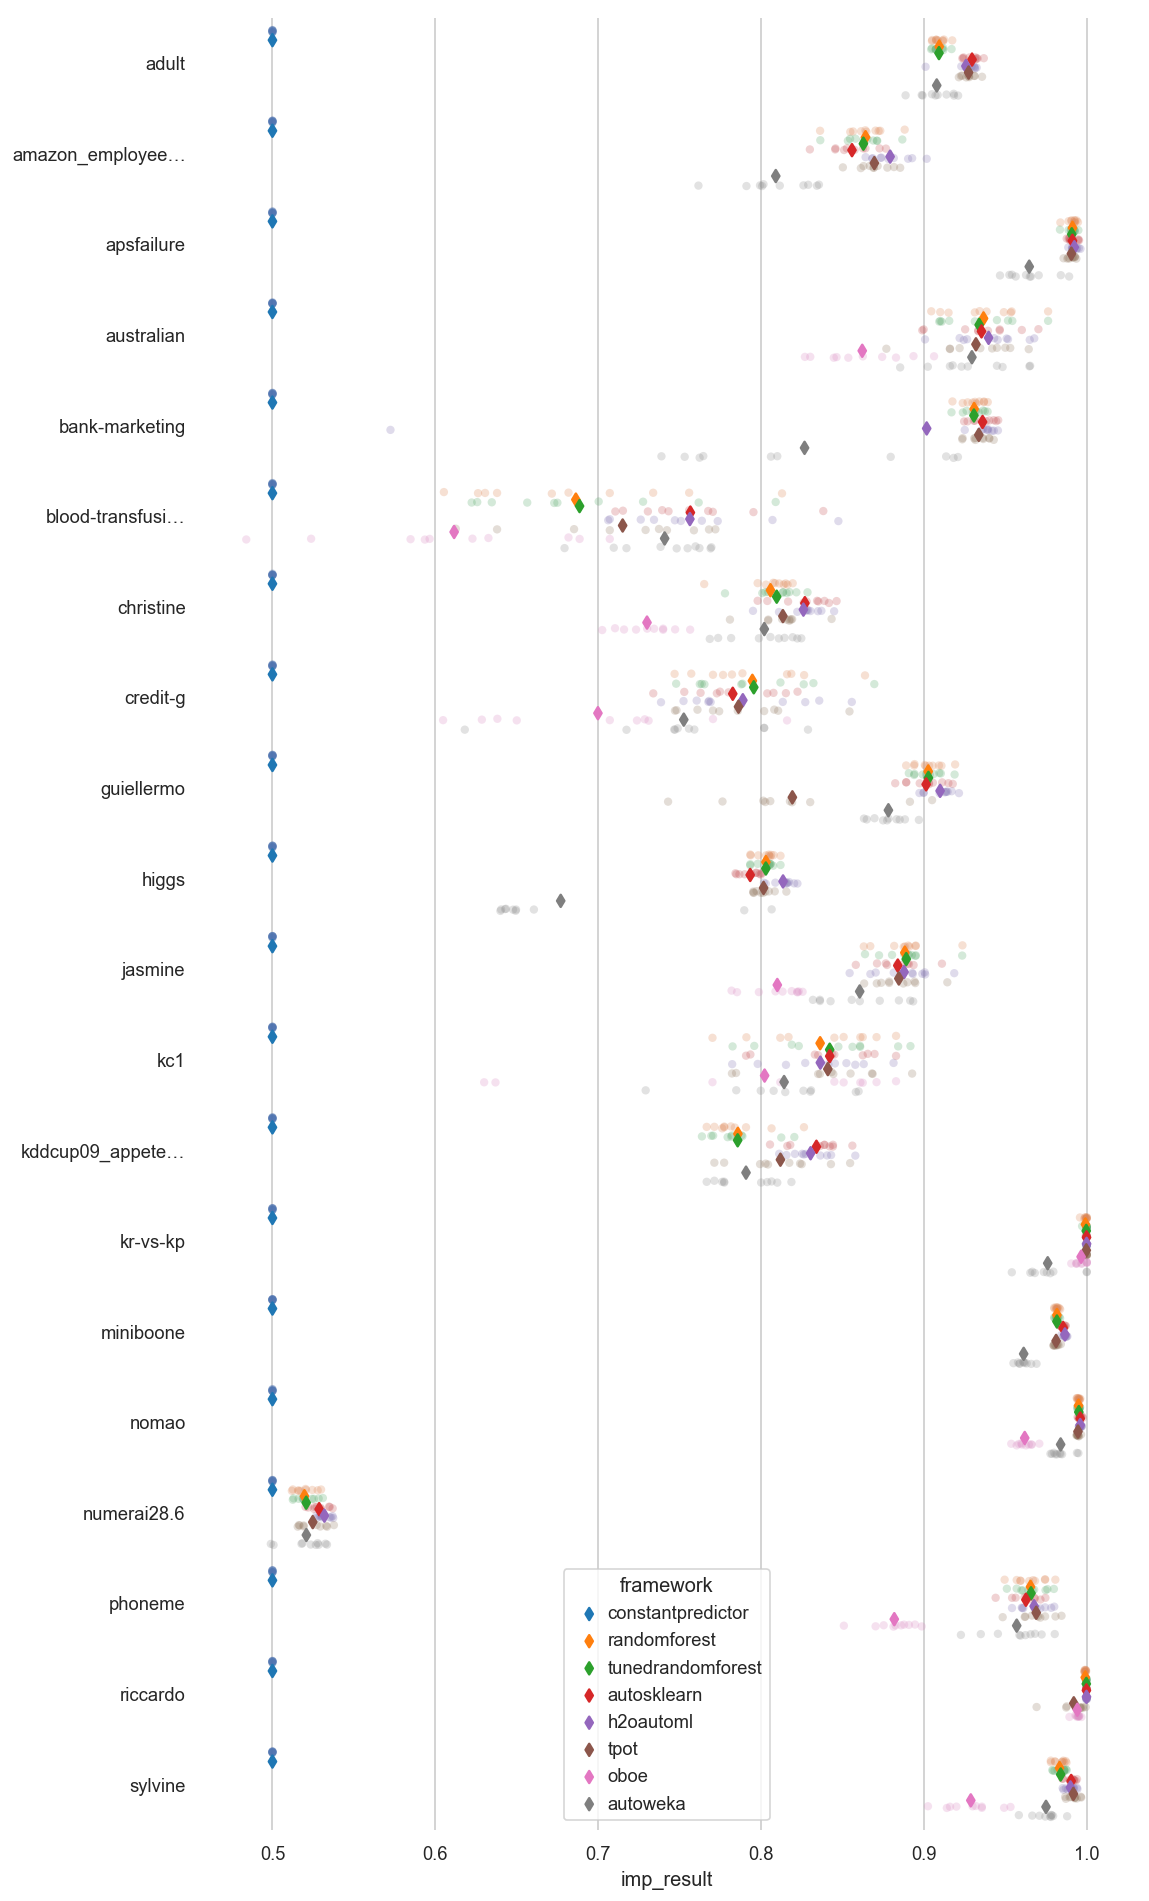 adult
amazon_employee…
apsfailure
australian
bank-marketing
blood-transfusi…
christine
credit-g
guiellermo
higgs
jasmine
kc1
kddcup09_appete…
kr-vs-kp
miniboone
nomao
numerai28.6
phoneme
riccardo
sylvine
framework
constantpredictor
randomforest
tunedrandomforest
autosklearn
h2oautoml
tpot
oboe
autoweka
0.5 0.6 0.7 0.8 0.9 1.0
imp_result